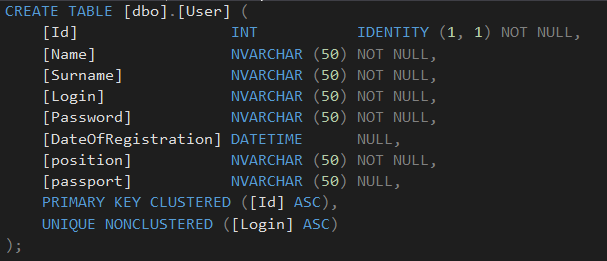 CREATE TABLE [dbo].[User] (
    [Id]                 INT           IDENTITY (1, 1) NOT NULL,
    [Name]               NVARCHAR (50) NOT NULL,
    [Surname]            NVARCHAR (50) NOT NULL,
    [Login]              NVARCHAR (50) NOT NULL,
    [Password]           NVARCHAR (50) NOT NULL,
    [DateOfRegistration] DATETIME      NULL,
    [position]           NVARCHAR (50) NOT NULL,
    [passport]           NVARCHAR (50) NULL,
    PRIMARY KEY CLUSTERED ([Id] ASC),
    UNIQUE NONCLUSTERED ([Login] ASC)
);